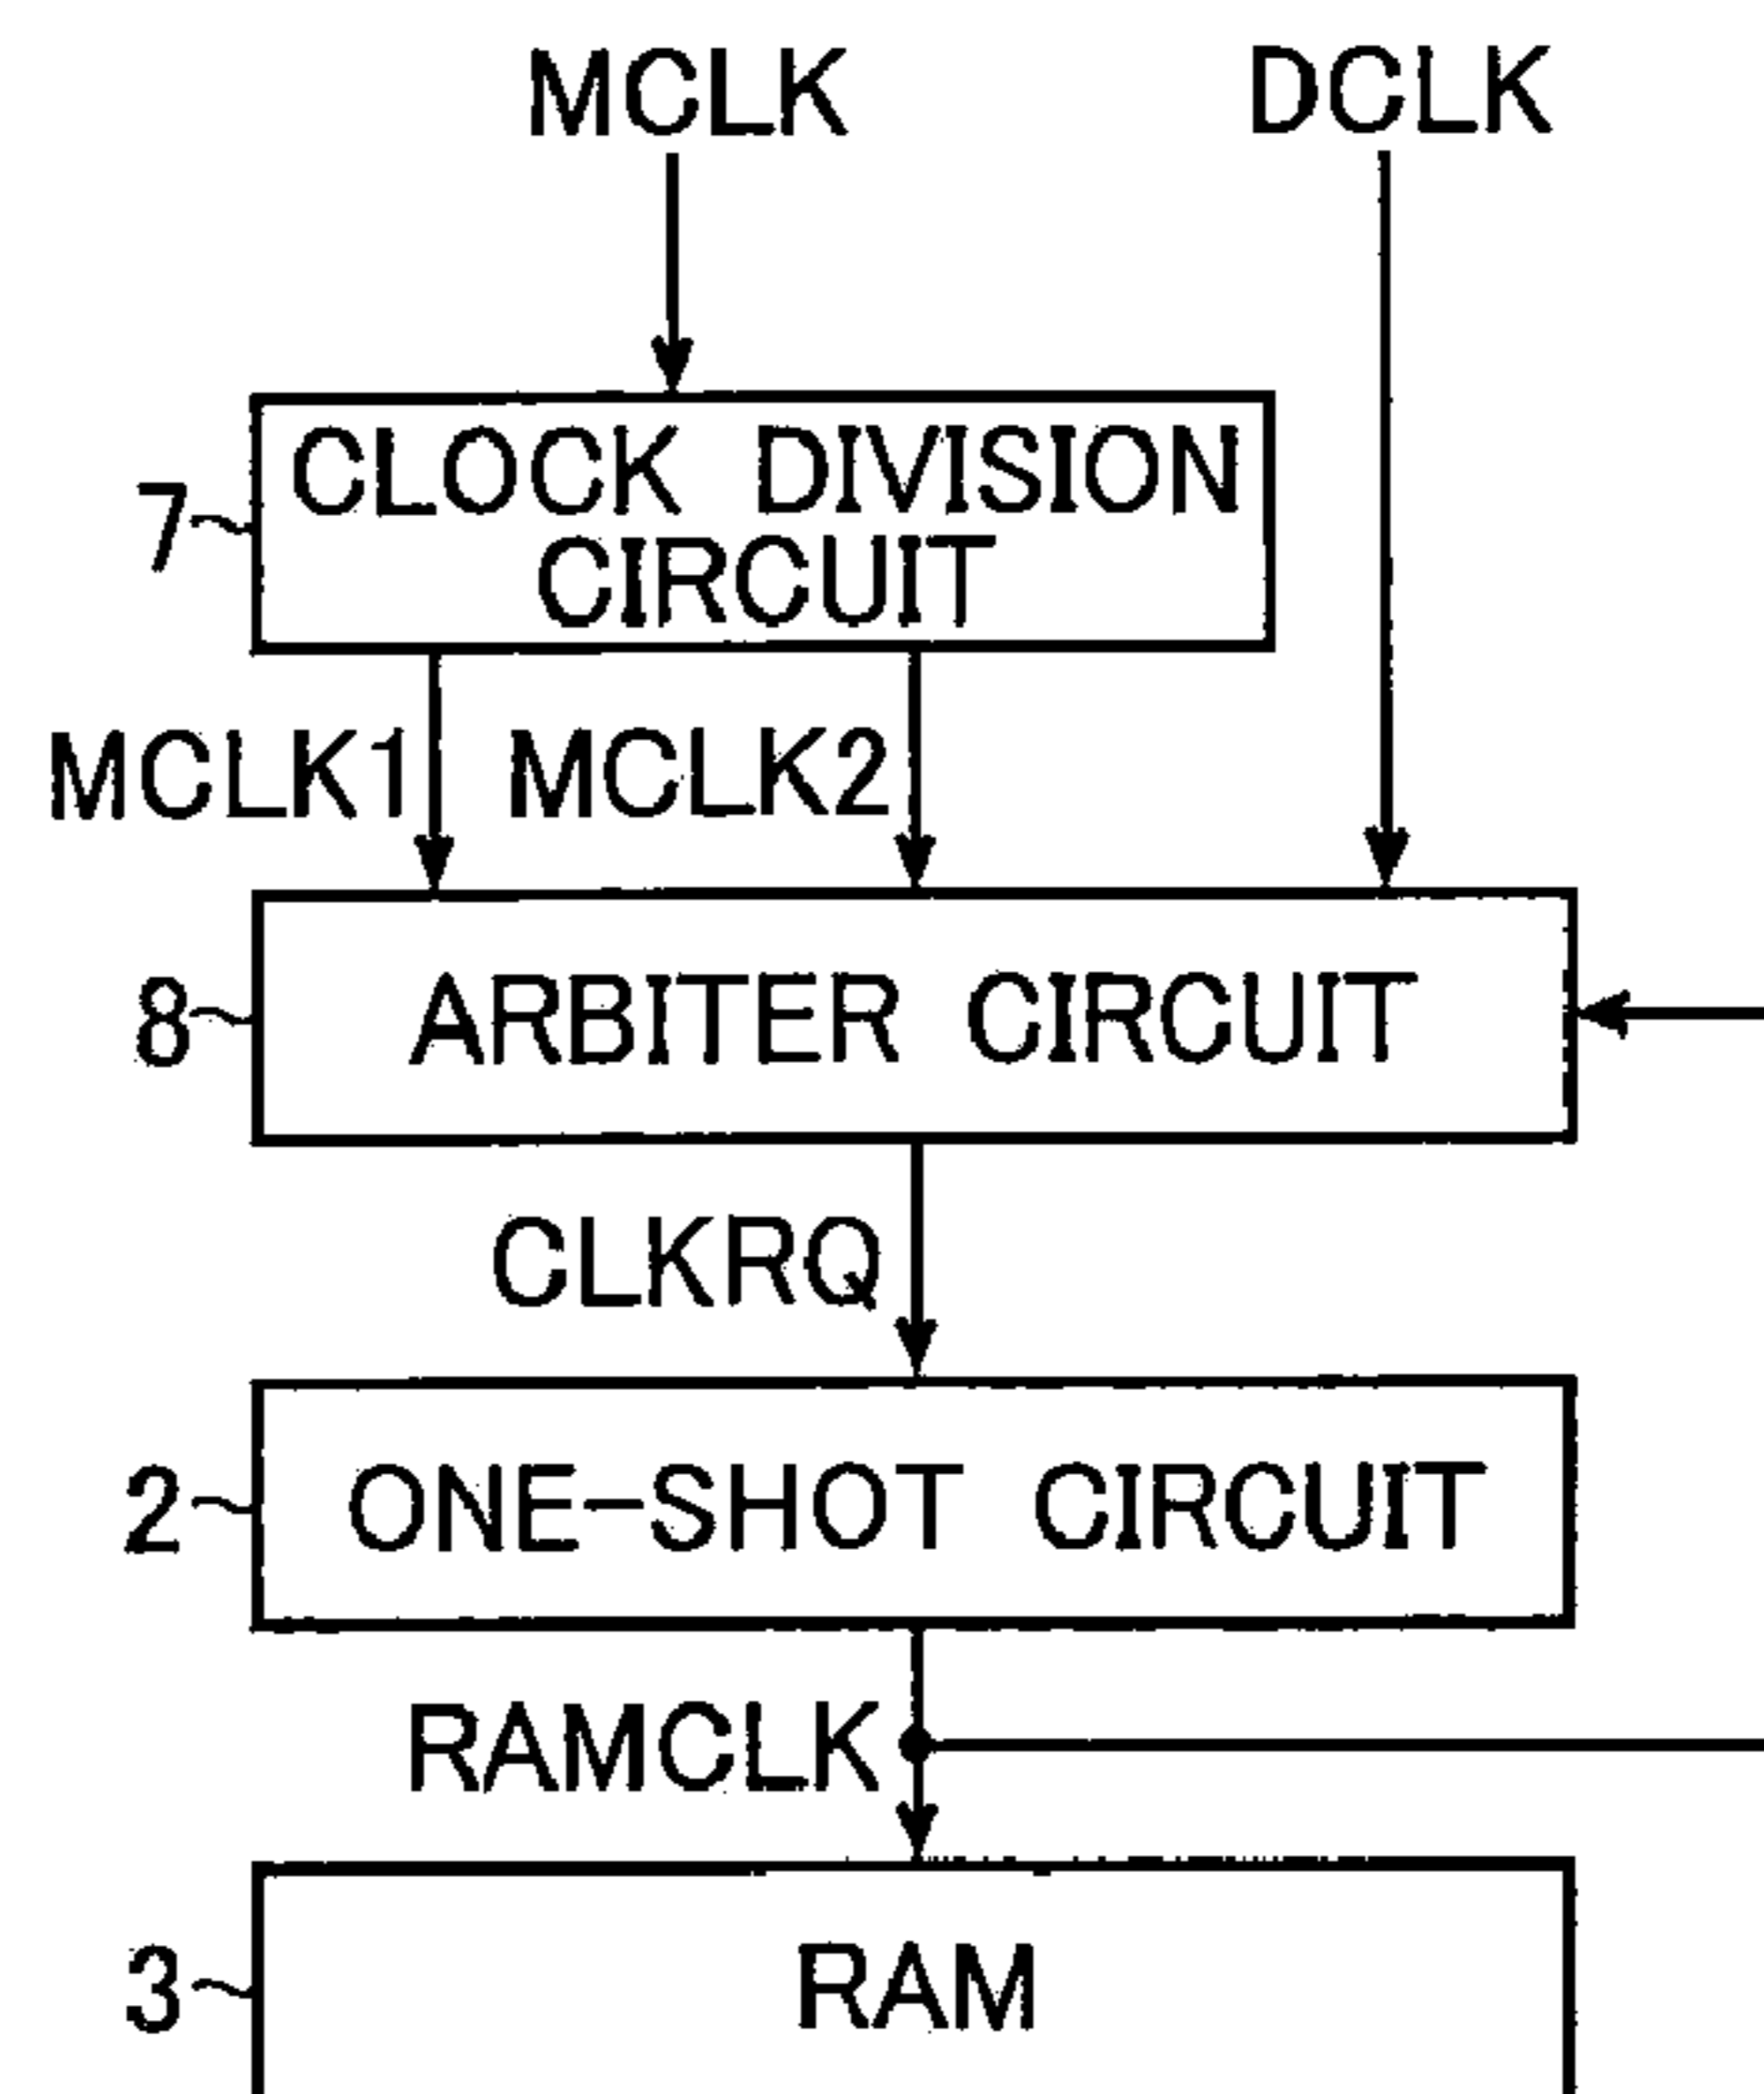 MCLK
DCLK
7
CLOCK DIVISION
CIRCUIT
MCLK1
MCLK2
8
ARBITER CIRCUIT
CLKRQ
2
ONE-SHOT CIRCUIT
RAMCLK
3
RAM